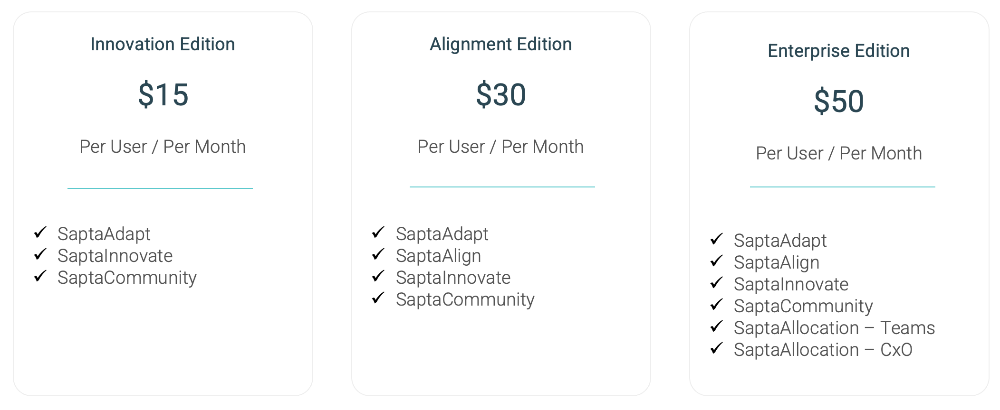 Innovation Edition
$15
Per User / Per Month
✓ SaptaAdapt
✓ SaptaInnovate
✓ SaptaCommunity
Alignment Edition
$30
Per User / Per Month
✓ SaptaAdapt
✓ SaptaAlign
✓ SaptaInnovate
✓ SaptaCommunity
Enterprise Edition
$50
Per User / Per Month
✓ SaptaAdapt
✓ SaptaAlign
✓ SaptaInnovate
✓ SaptaCommunity
✓ SaptaAllocation – Teams
✓ SaptaAllocation – CxO